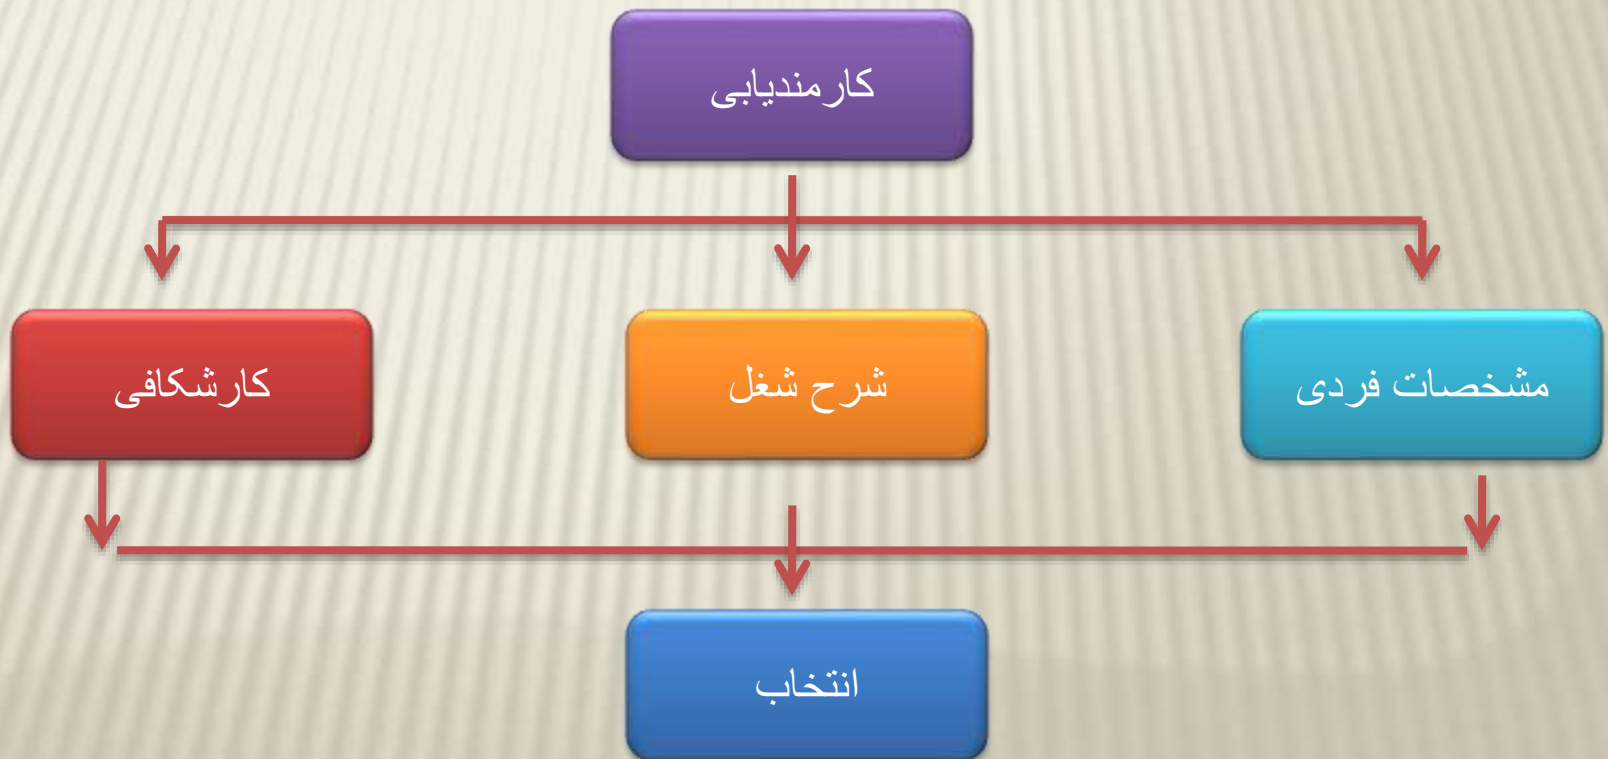 کارمندیابی
مشخصات فردی
شرح شغل
کارشکافی
انتخاب